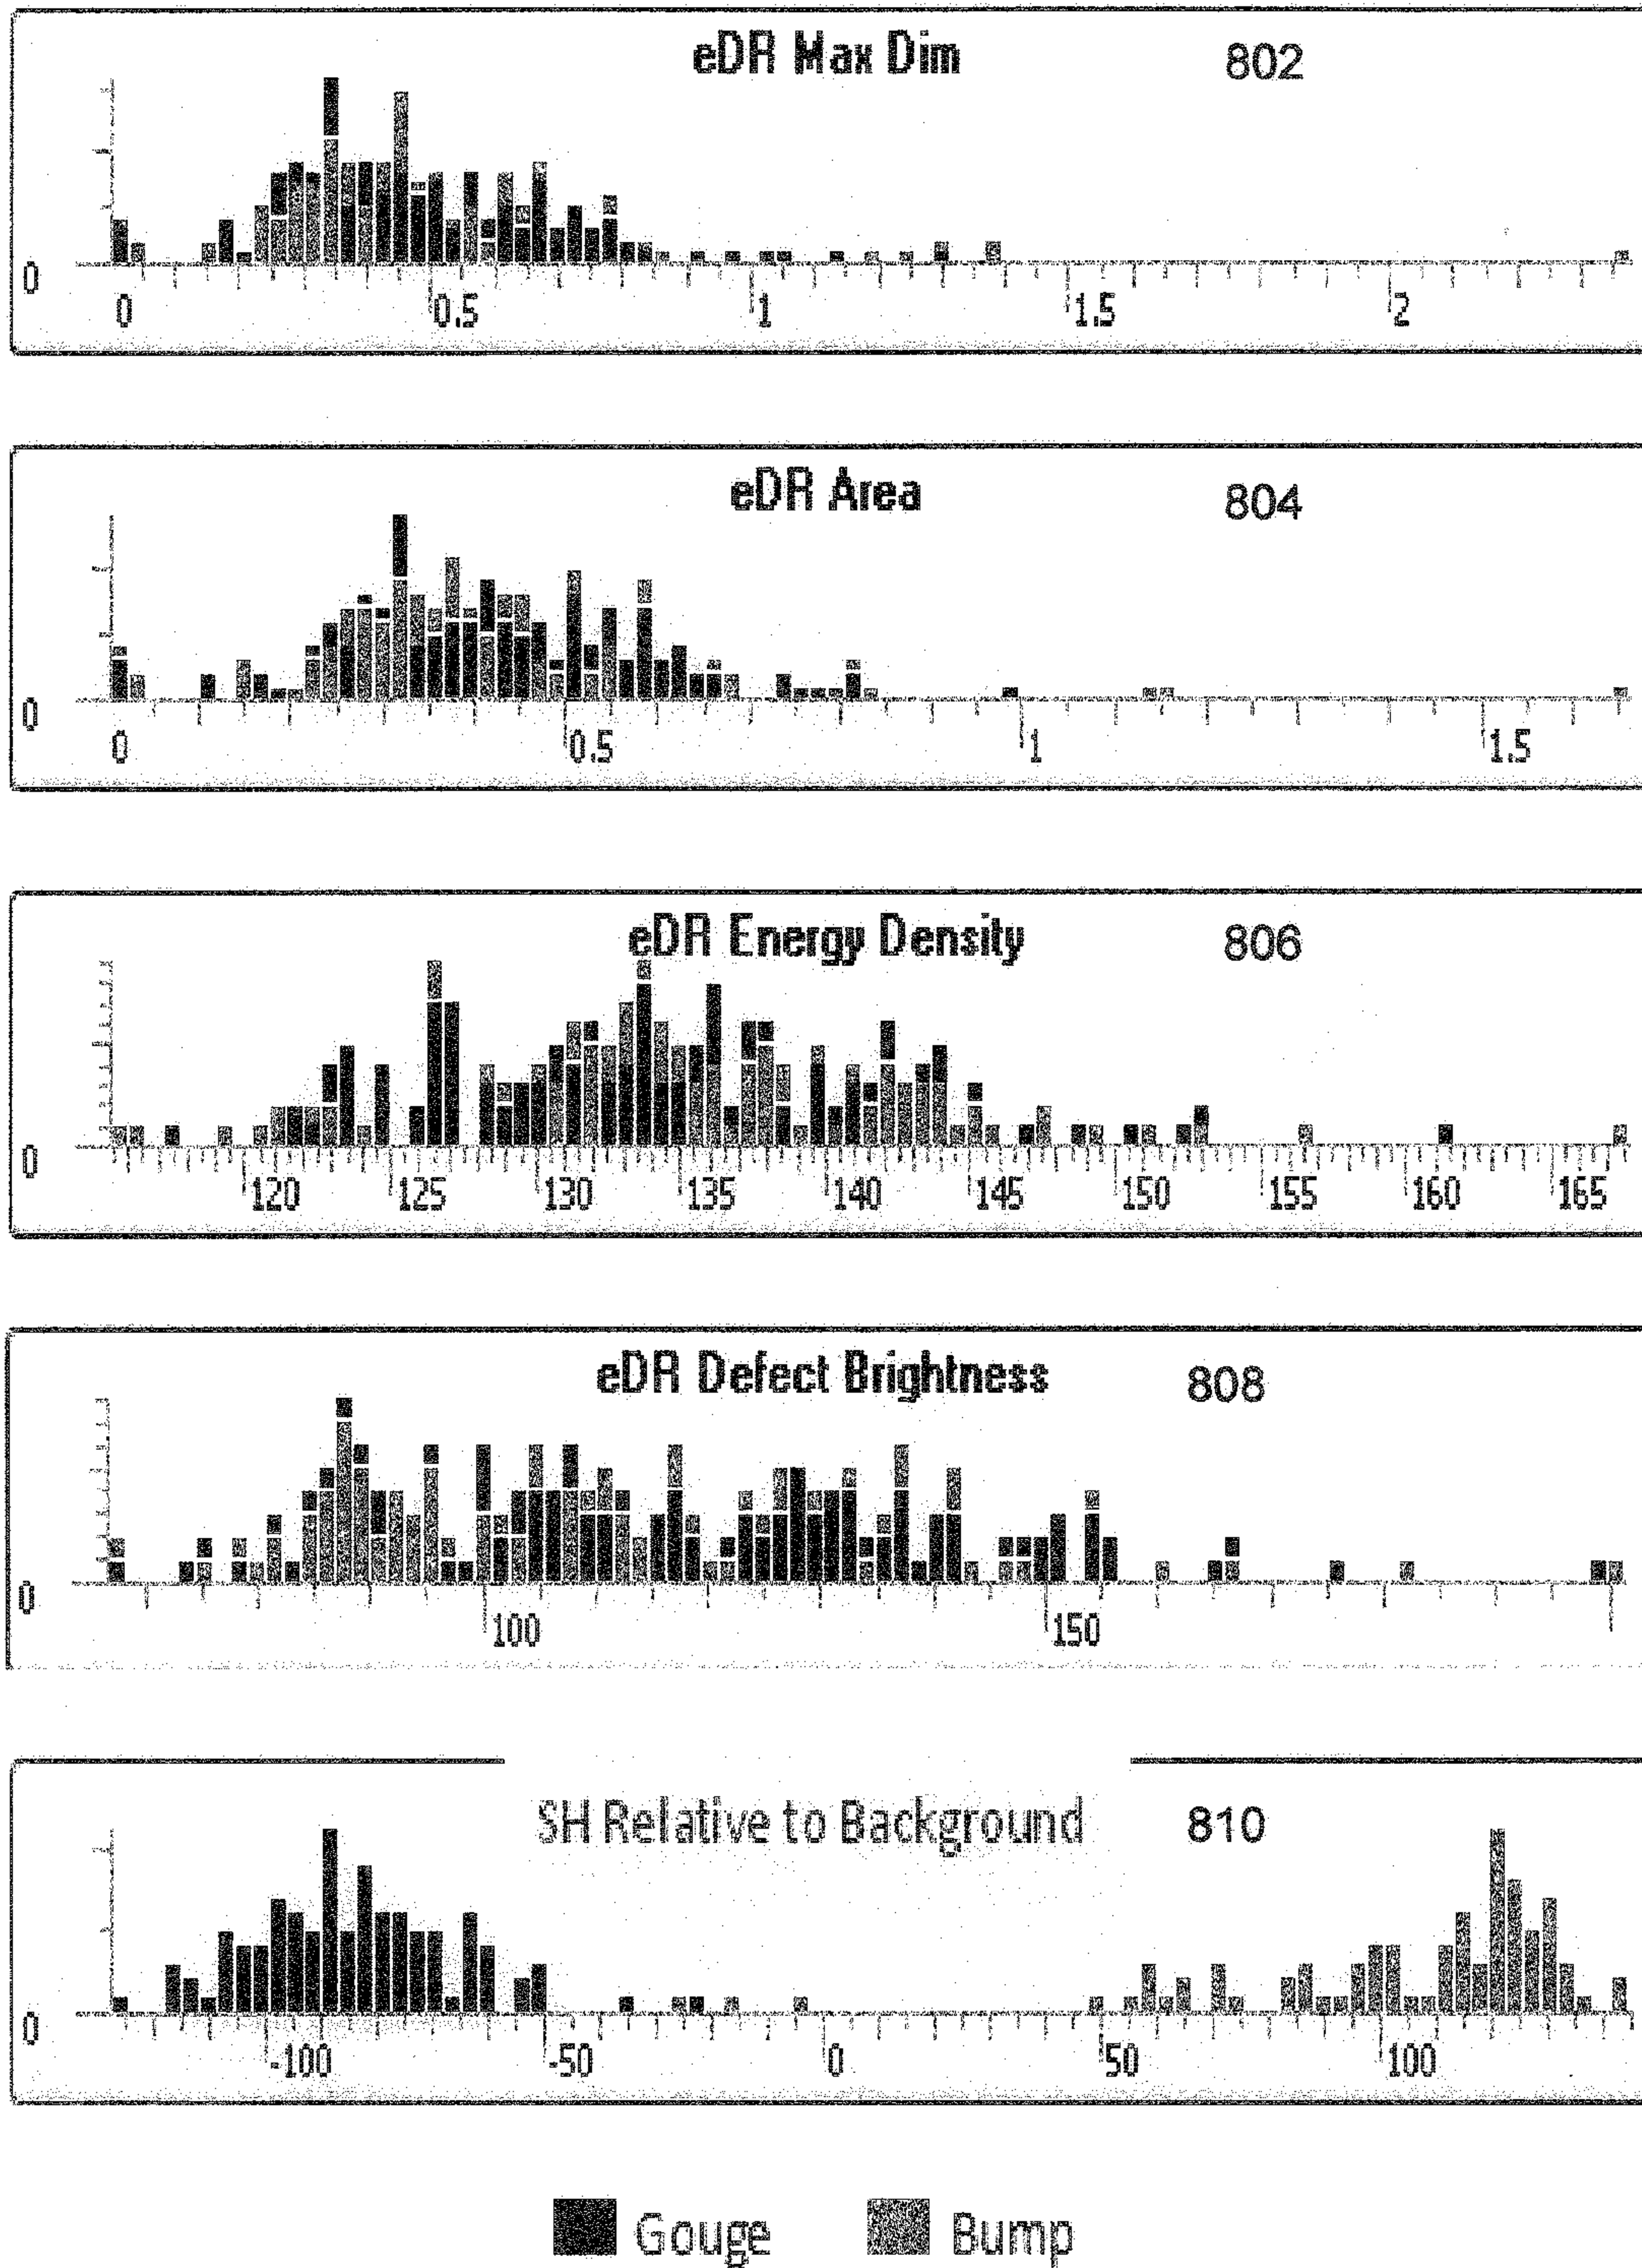 eDR Max Dim 802
0
0 0.5 1 1.5 2
eDR Area 804
0
0 0.5 1 1.5
eDR Energy Density 806
0
120 125 130 135 140 145 150 155 160 165
eDR Defect Brightness 808
0
100 150
SH Relative to Background 810
0
-100 -50 0 50 100
Gouge Bump